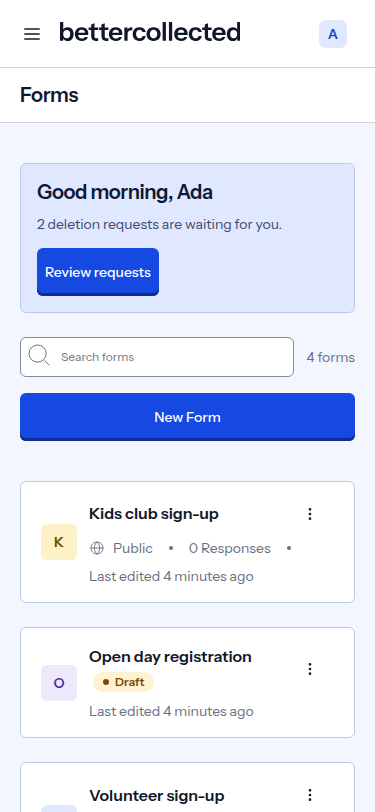 bettercollected
A
Forms
Good morning, Ada
2 deletion requests are waiting for you.
Review requests
Search forms
4 forms
New Form
Kids club sign-up
K
Public • 0 Responses •
Last edited 4 minutes ago
Open day registration
O
Draft
Last edited 4 minutes ago
Volunteer sign-up